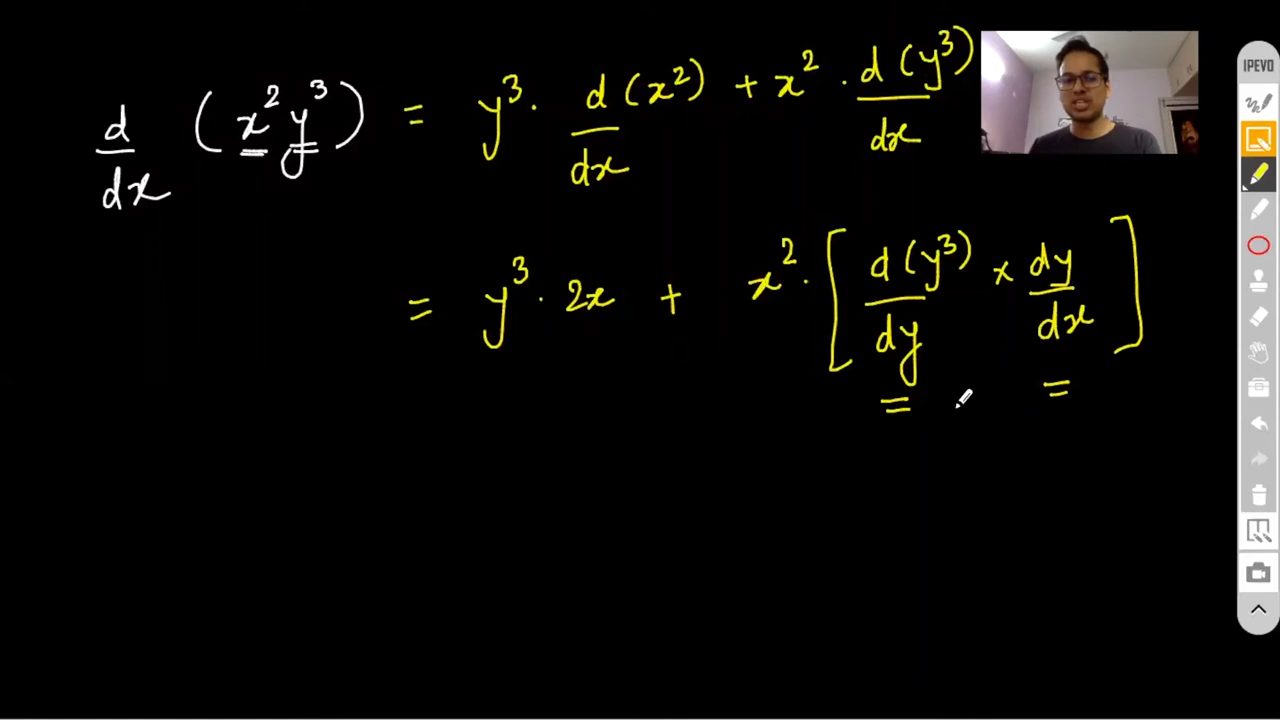 d/dx (x²y³) = y³ · d(x²)/dx + x² · d(y³)/dx
= y³ · 2x + x² · [ d(y³)/dy × dy/dx ]
IPEVO